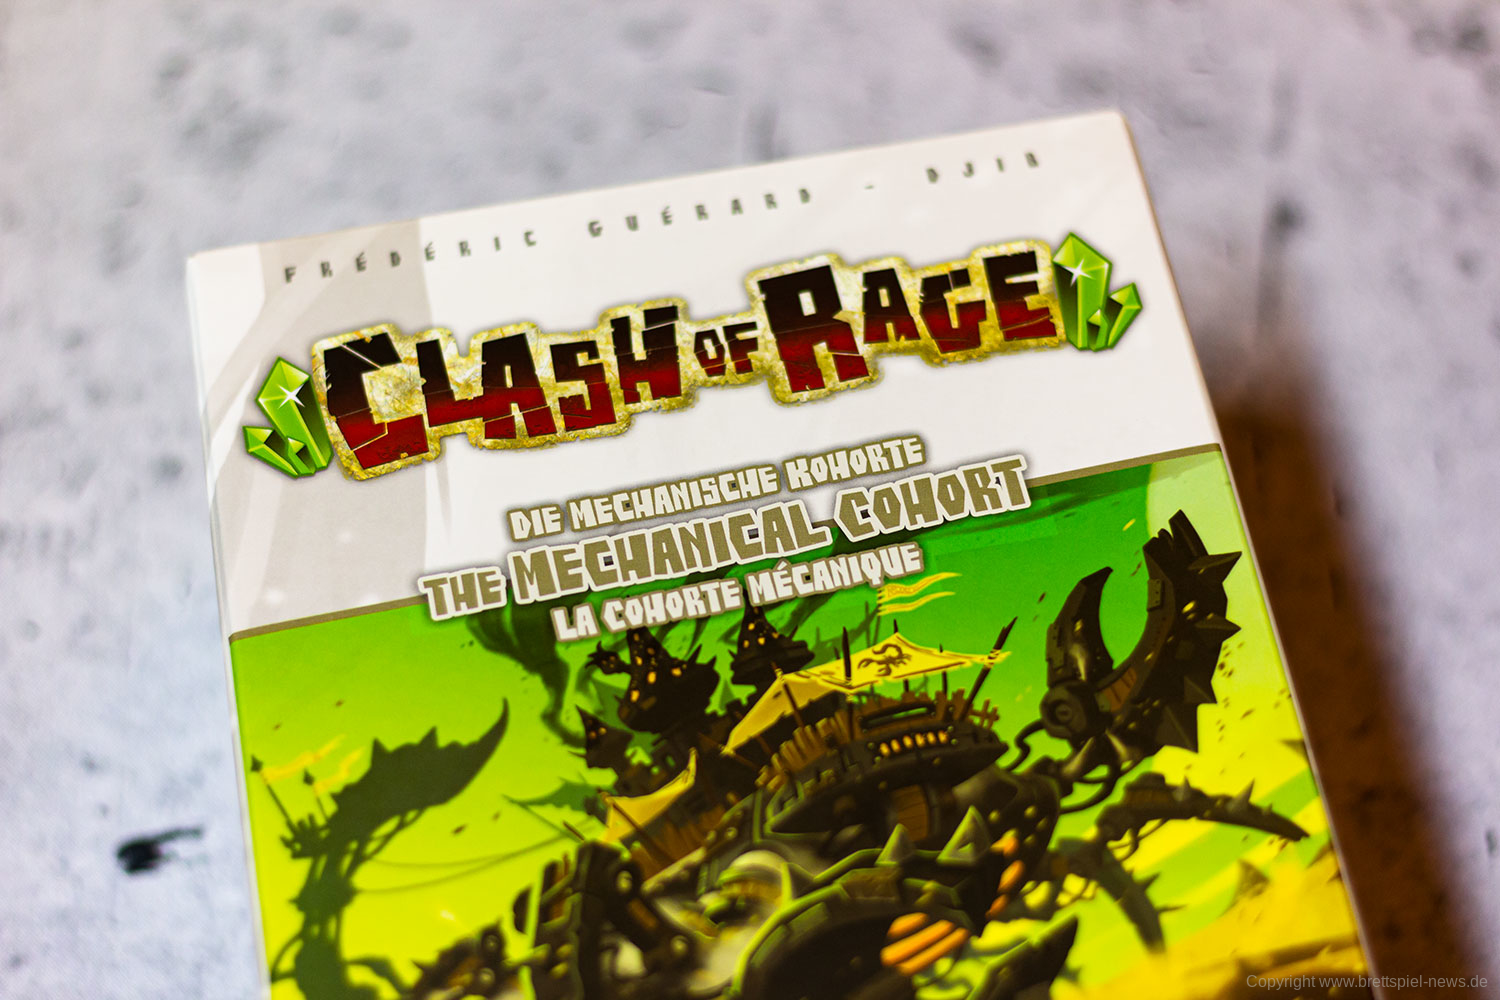 FRÉDÉRIC GUÉRARD - DJIB
CLASH OF RAGE
DIE MECHANISCHE KOHORTE
THE MECHANICAL COHORT
LA COHORTE MÉCANIQUE
Copyright www.brettspiel-news.de